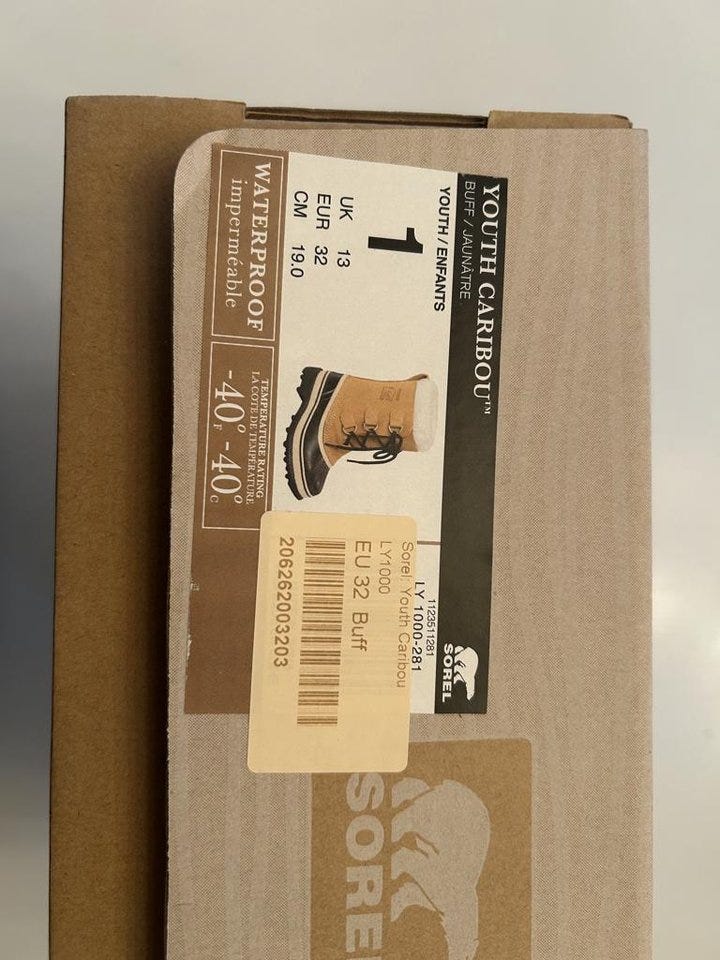 YOUTH CARIBOU™
BUFF / JAUNÂTRE
YOUTH / ENFANTS
1
UK 13
EUR 32
CM 19.0
WATERPROOF
imperméable
TEMPERATURE RATING
LA COTE DE TEMPÉRATURE
-40°F -40°C
SOREL
1123511281
LY 1000-281
Sorel: Youth Caribou
LY1000
EU 32 Buff
206262003203
SOREL